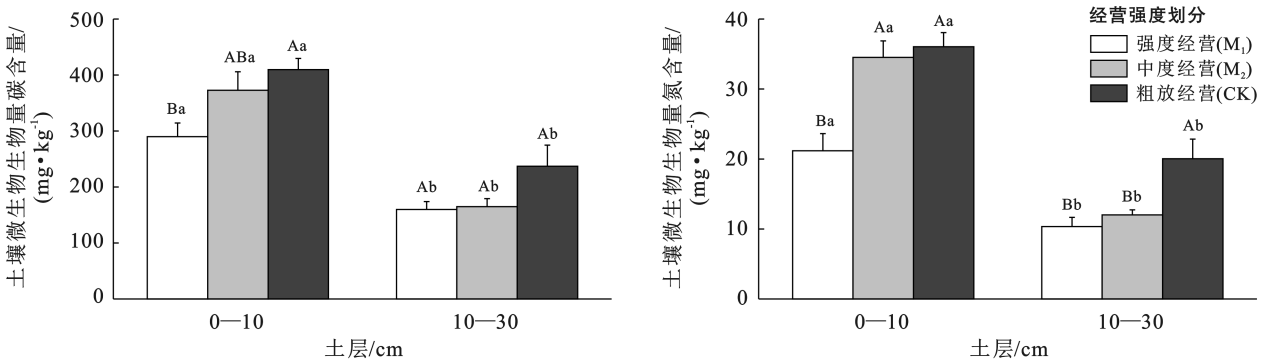 土壤微生物生物量碳含量/
(mg•kg⁻¹)
500
400
300
200
100
0
Ba
ABa
Aa
Ab
Ab
Ab
0—10
10—30
土层/cm
土壤微生物生物氮含量/
(mg•kg⁻¹)
40
30
20
10
0
Ba
Aa
Aa
Bb
Bb
Ab
0—10
10—30
土层/cm
经营强度划分
强度经营(M₁)
中度经营(M₂)
粗放经营(CK)